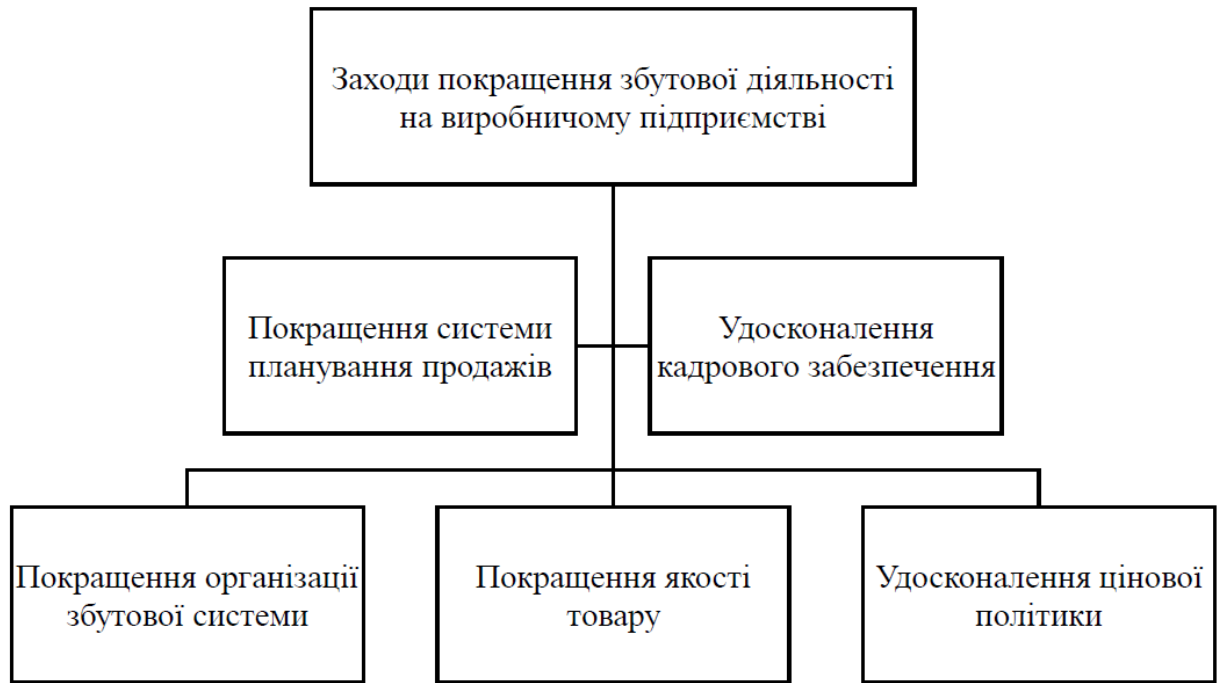 Заходи покращення збутової діяльності
на виробничому підприємстві
Покращення системи
планування продажів
Удосконалення
кадрового забезпечення
Покращення організації
збутової системи
Покращення якості
товару
Удосконалення цінової
політики